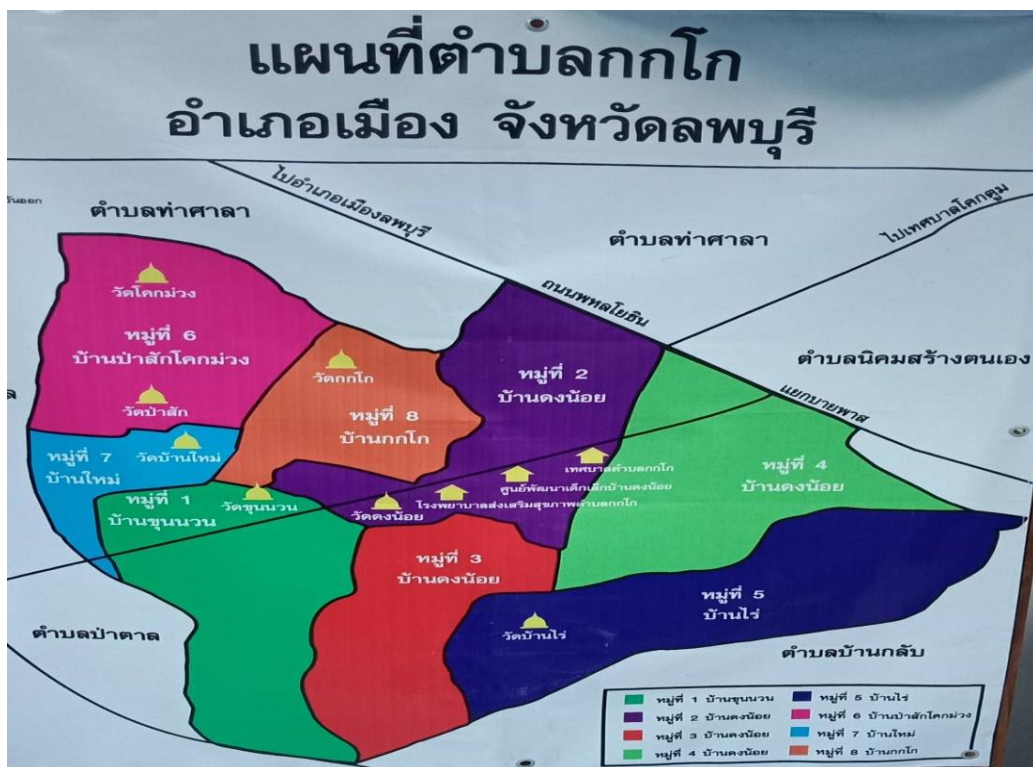 แผนที่ตำบลกกโก
อำเภอเมือง จังหวัดลพบุรี
ไปอำเภอเมืองลพบุรี
ตำบลท่าศาลา
ตำบลท่าศาลา
ไปเทศบาลโคกตูม
ถนนพหลโยธิน
วัดโคกม่วง
หมู่ที่ 6
บ้านป่าสักโคกม่วง
วัดป่าสัก
วัดกกโก
หมู่ที่ 8
บ้านกกโก
หมู่ที่ 2
บ้านดงน้อย
ตำบลนิคมสร้างตนเอง
แยกบายพาส
หมู่ที่ 7
บ้านใหม่
วัดบ้านใหม่
หมู่ที่ 1
บ้านขุนนวน
วัดขุนนวน
เทศบาลตำบลกกโก
ศูนย์พัฒนาเด็กเล็กบ้านดงน้อย
โรงพยาบาลส่งเสริมสุขภาพตำบลกกโก
วัดดงน้อย
หมู่ที่ 4
บ้านดงน้อย
หมู่ที่ 3
บ้านดงน้อย
หมู่ที่ 5
บ้านไร่
วัดบ้านไร่
ตำบลป่าตาล
ตำบลบ้านกลับ
หมู่ที่ 1 บ้านขุนนวน
หมู่ที่ 2 บ้านดงน้อย
หมู่ที่ 3 บ้านดงน้อย
หมู่ที่ 4 บ้านดงน้อย
หมู่ที่ 5 บ้านไร่
หมู่ที่ 6 บ้านป่าสักโคกม่วง
หมู่ที่ 7 บ้านใหม่
หมู่ที่ 8 บ้านกกโก